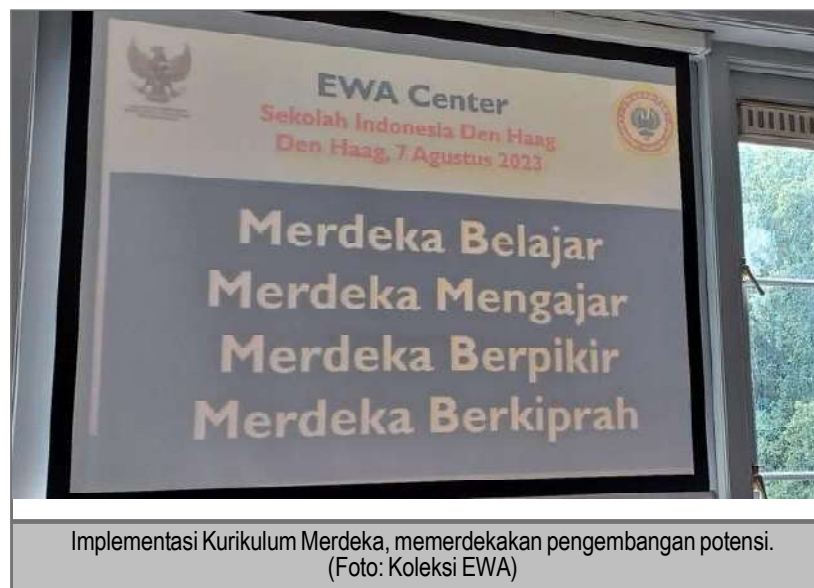 EWA Center
Sekolah Indonesia Den Haag
Den Haag, 7 Agustus 2023
Merdeka Belajar
Merdeka Mengajar
Merdeka Berpikir
Merdeka Berkiprah
Implementasi Kurikulum Merdeka, memerdekakan pengembangan potensi.
(Foto: Koleksi EWA)